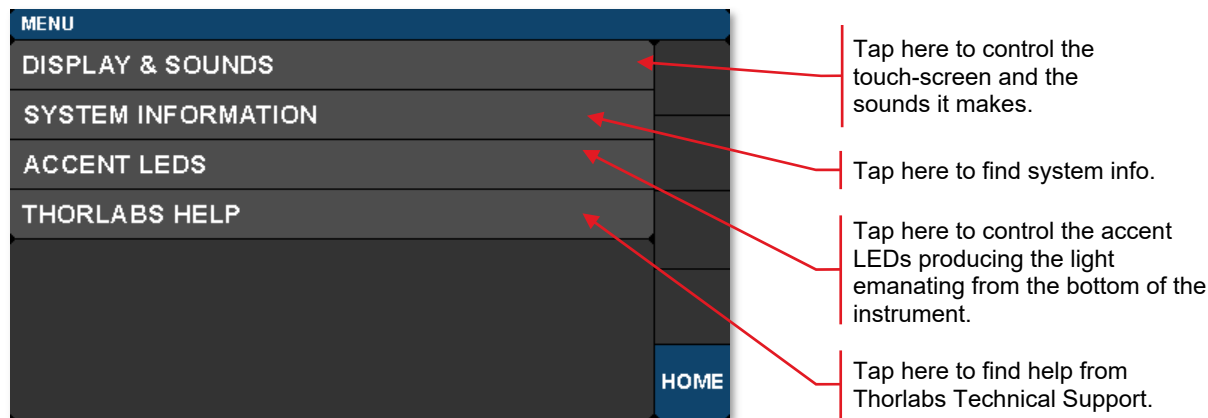 MENU
DISPLAY & SOUNDS
SYSTEM INFORMATION
ACCENT LEDS
THORLABS HELP
HOME
Tap here to control the
touch-screen and the
sounds it makes.
Tap here to find system info.
Tap here to control the accent
LEDs producing the light
emanating from the bottom of the
instrument.
Tap here to find help from
Thorlabs Technical Support.